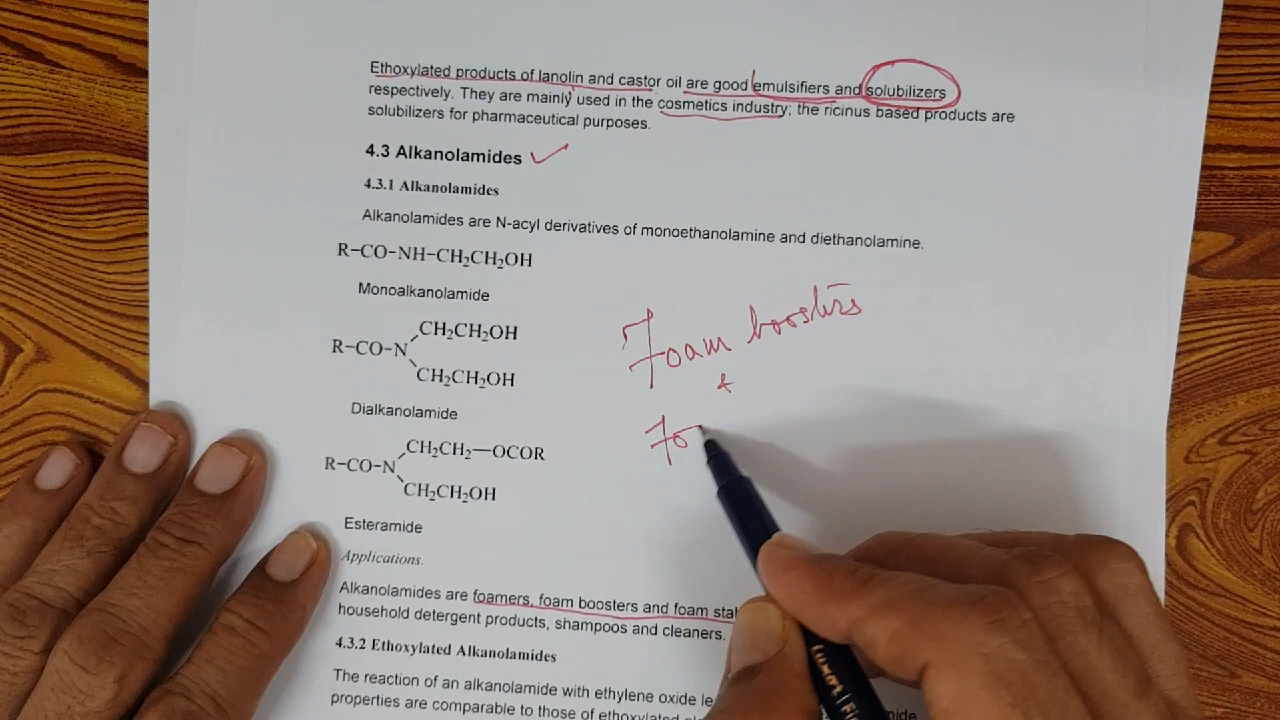 Ethoxylated products of lanolin and castor oil are good emulsifiers and solubilizers
respectively. They are mainly used in the cosmetics industry; the ricinus based products are
solubilizers for pharmaceutical purposes.
4.3 Alkanolamides
4.3.1 Alkanolamides
Alkanolamides are N-acyl derivatives of monoethanolamine and diethanolamine.
R–CO–NH–CH₂CH₂OH
Monoalkanolamide
CH₂CH₂OH
R–CO–N
CH₂CH₂OH
Dialkanolamide
CH₂CH₂—OCOR
R–CO–N
CH₂CH₂OH
Esteramide
Applications.
Alkanolamides are foamers, foam boosters and foam
household detergent products, shampoos and cleaners.
4.3.2 Ethoxylated Alkanolamides
The reaction of an alkanolamide with ethylene oxide
properties are comparable to those of ethoxylated
Foam boosters
&
Fo